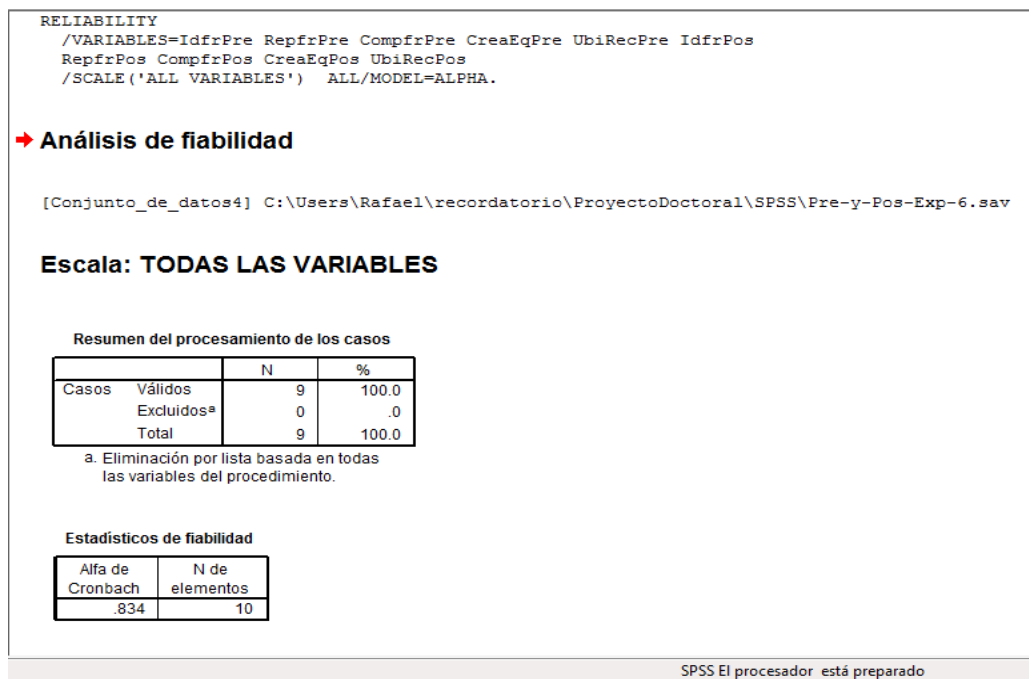 RELIABILITY
/VARIABLES=IdfrPre RepfrPre CompfrPre CreaEqPre UbiRecPre IdfrPos
RepfrPos CompfrPos CreaEqPos UbiRecPos
/SCALE('ALL VARIABLES') ALL/MODEL=ALPHA.
Análisis de fiabilidad
[Conjunto_de_datos4] C:\Users\Rafael\recordatorio\ProyectoDoctoral\SPSS\Pre-y-Pos-Exp-6.sav
Escala: TODAS LAS VARIABLES
Resumen del procesamiento de los casos
N %
Casos Válidos 9 100.0
Excluidosa 0 .0
Total 9 100.0
a. Eliminación por lista basada en todas
las variables del procedimiento.
Estadísticos de fiabilidad
Alfa de N de
Cronbach elementos
.834 10
SPSS El procesador está preparado